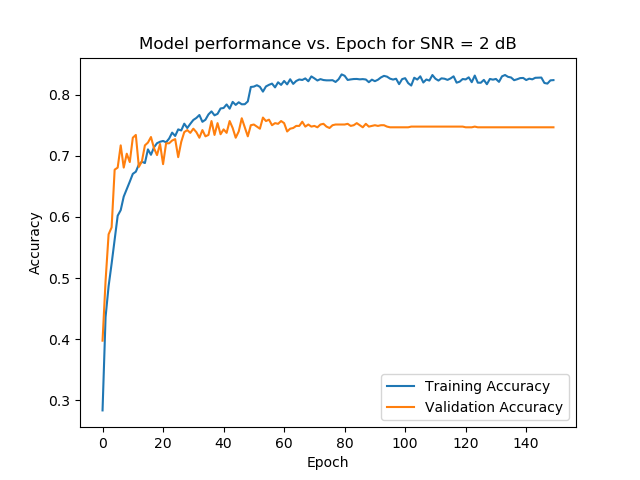 Model performance vs. Epoch for SNR = 2 dB
Accuracy
0.8
0.7
0.6
0.5
0.4
0.3
0 20 40 60 80 100 120 140
Epoch
Training Accuracy
Validation Accuracy